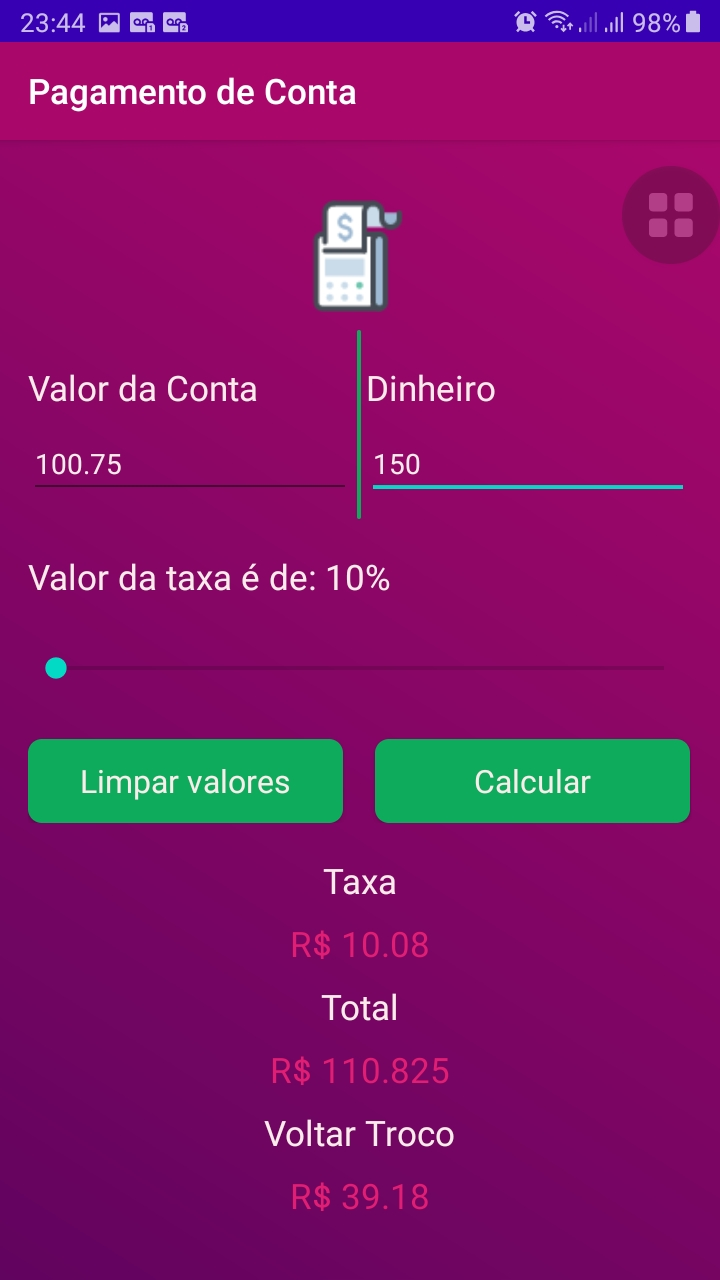 23:44 98%
Pagamento de Conta
$
Valor da Conta
Dinheiro
100.75
150
Valor da taxa é de: 10%
Limpar valores
Calcular
Taxa
R$ 10.08
Total
R$ 110.825
Voltar Troco
R$ 39.18